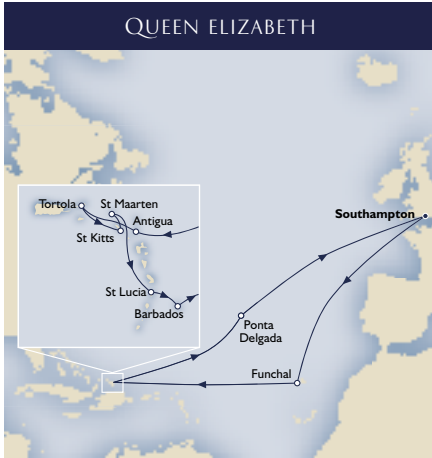 QUEEN ELIZABETH
Tortola
St Maarten
Antigua
St Kitts
St Lucia
Barbados
Southampton
Ponta
Delgada
Funchal